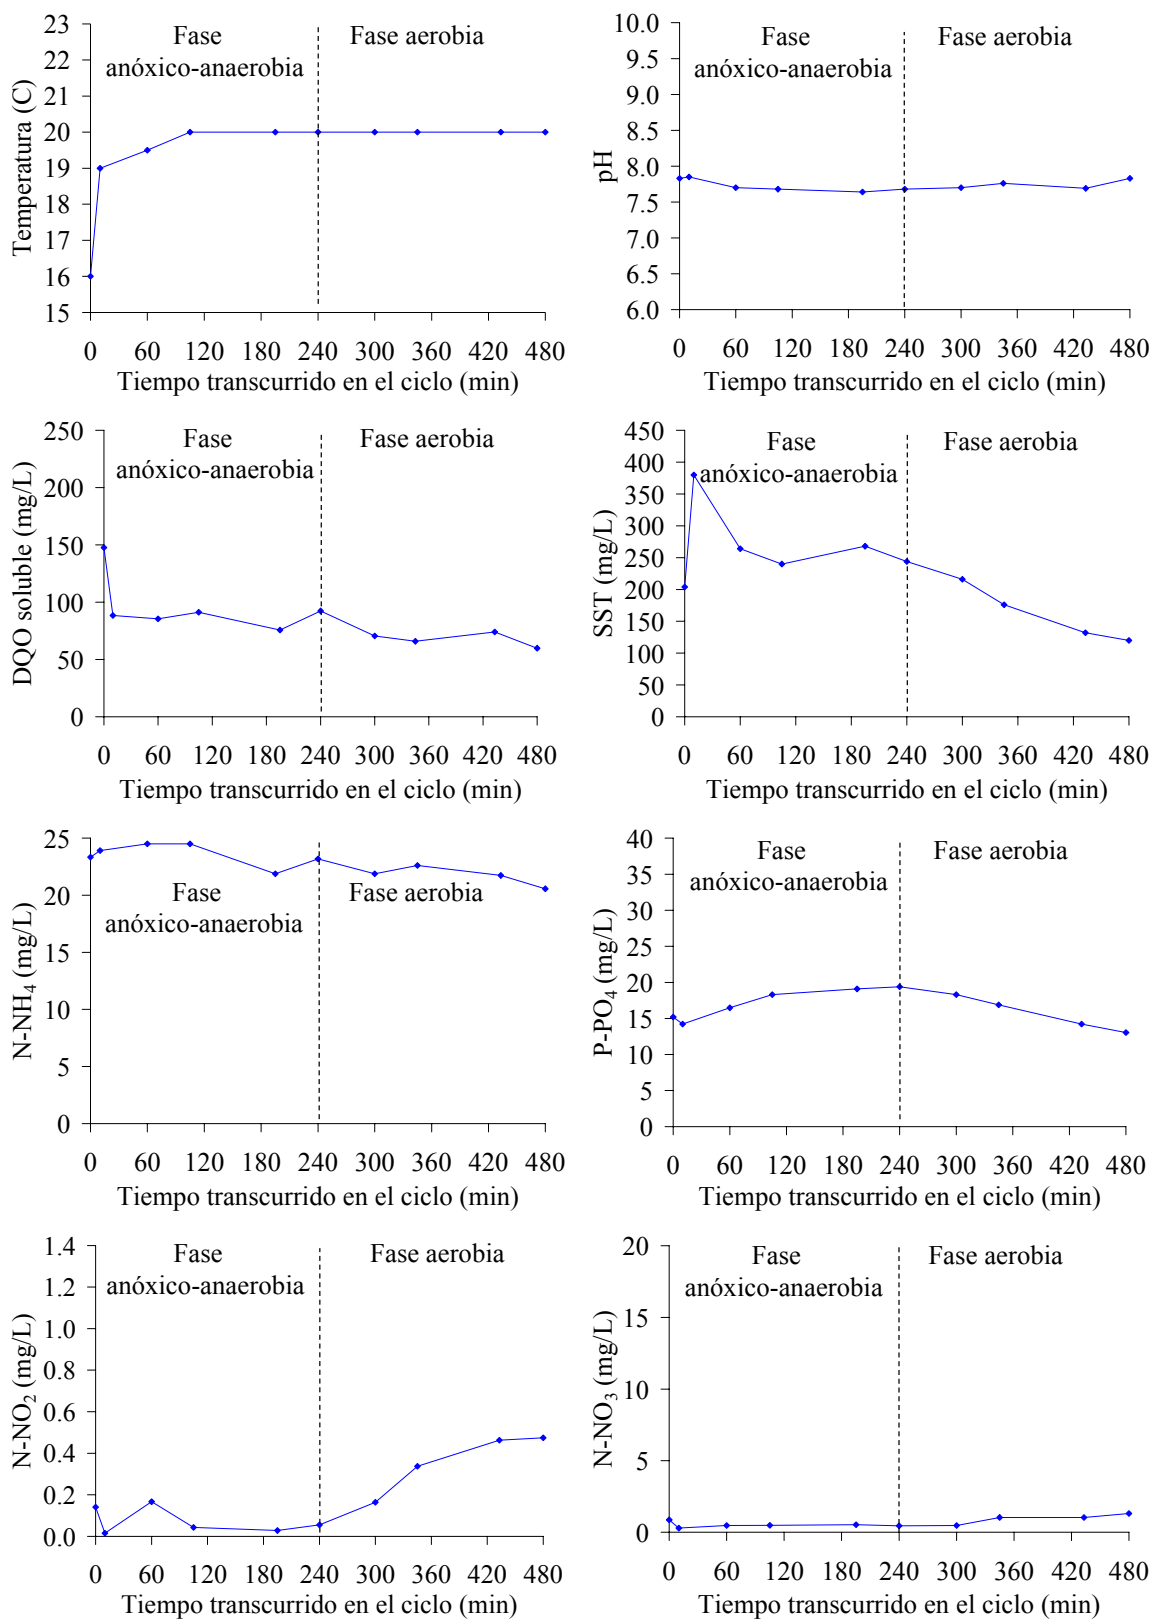 23
22
21
20
19
18
17
16
15
Temperatura (C)
Fase
anóxico-anaerobia
Fase aerobia
0 60 120 180 240 300 360 420 480
Tiempo transcurrido en el ciclo (min)
10.0
9.5
9.0
8.5
8.0
7.5
7.0
6.5
6.0
pH
Fase
anóxico-anaerobia
Fase aerobia
0 60 120 180 240 300 360 420 480
Tiempo transcurrido en el ciclo (min)
250
200
150
100
50
0
DQO soluble (mg/L)
Fase
anóxico-anaerobia
Fase aerobia
0 60 120 180 240 300 360 420 480
Tiempo transcurrido en el ciclo (min)
450
400
350
300
250
200
150
100
50
0
SST (mg/L)
Fase
anóxico-anaerobia
Fase aerobia
0 60 120 180 240 300 360 420 480
Tiempo transcurrido en el ciclo (min)
25
20
15
10
5
0
N-NH₄ (mg/L)
Fase
anóxico-anaerobia
Fase aerobia
0 60 120 180 240 300 360 420 480
Tiempo transcurrido en el ciclo (min)
40
35
30
25
20
15
10
5
0
P-PO₄ (mg/L)
Fase
anóxico-anaerobia
Fase aerobia
0 60 120 180 240 300 360 420 480
Tiempo transcurrido en el ciclo (min)
1.4
1.2
1.0
0.8
0.6
0.4
0.2
0.0
N-NO₂ (mg/L)
Fase
anóxico-anaerobia
Fase aerobia
0 60 120 180 240 300 360 420 480
Tiempo transcurrido en el ciclo (min)
20
15
10
5
0
N-NO₃ (mg/L)
Fase
anóxico-anaerobia
Fase aerobia
0 60 120 180 240 300 360 420 480
Tiempo transcurrido en el ciclo (min)